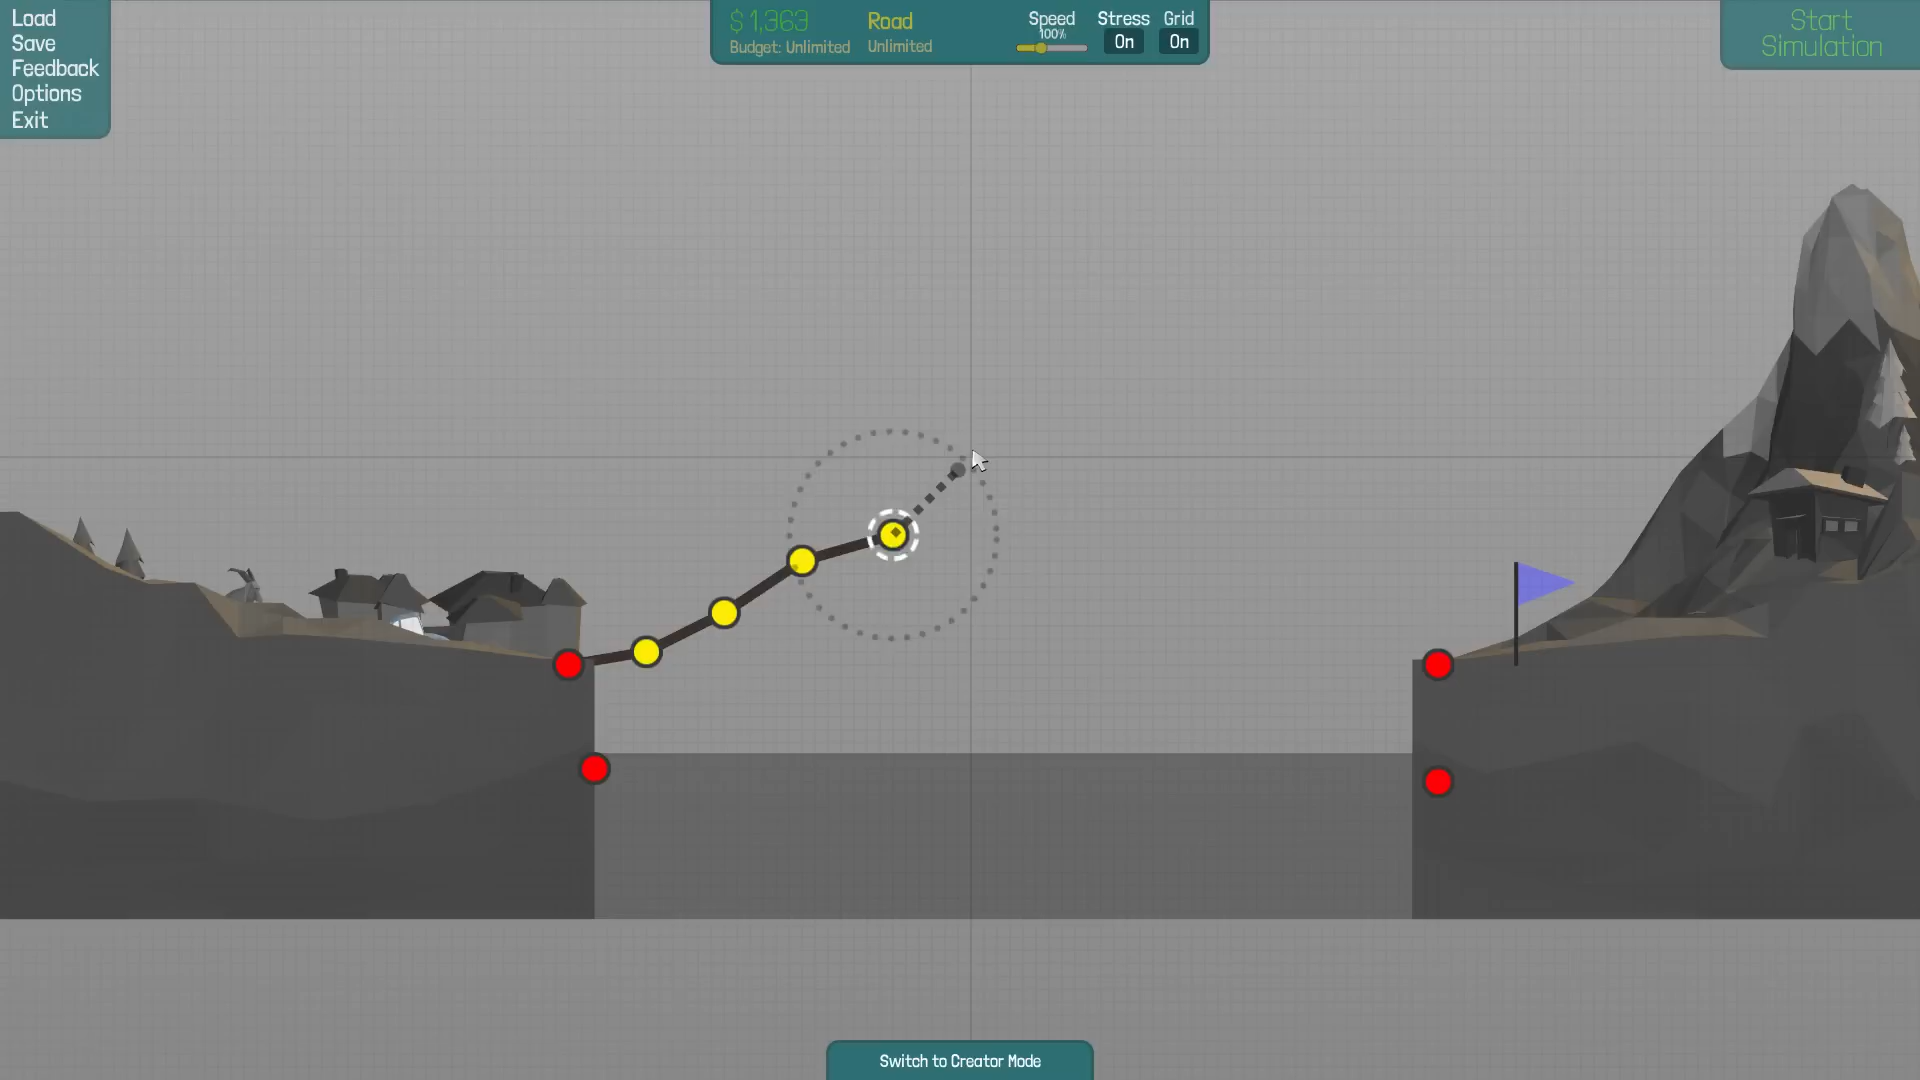 Load
Save
Feedback
Options
Exit
$ 1,363
Budget: Unlimited
Road
Unlimited
Speed
100%
Stress
On
Grid
On
Start
Simulation
Switch to Creator Mode